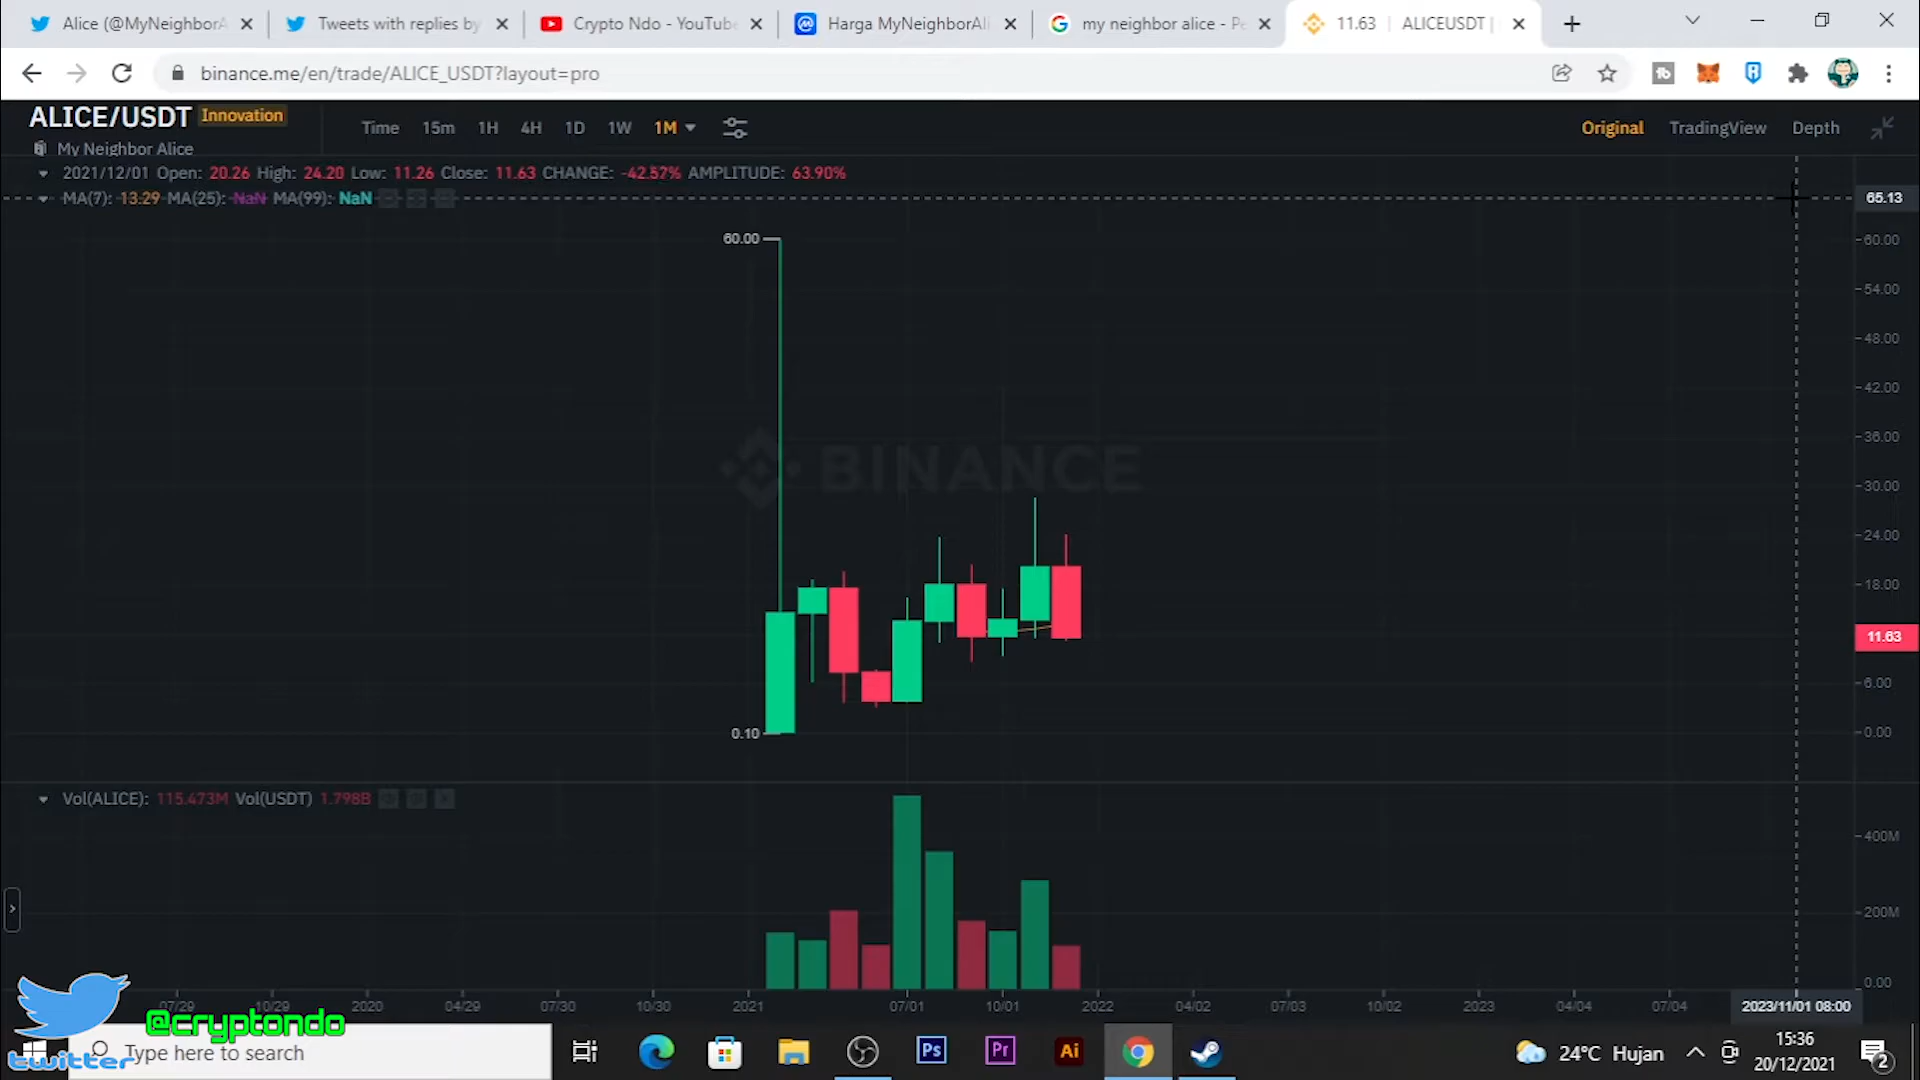 Alice (@MyNeighborA
Tweets with replies by
Crypto Ndo - YouTube
Harga MyNeighborAli
my neighbor alice - Pe
11.63 | ALICEUSDT |
binance.me/en/trade/ALICE_USDT?layout=pro
ALICE/USDT Innovation
My Neighbor Alice
Time 15m 1H 4H 1D 1W 1M
Original TradingView Depth
2021/12/01 Open: 20.26 High: 24.20 Low: 11.26 Close: 11.63 CHANGE: -42.57% AMPLITUDE: 63.90%
MA(7): 13.29 MA(25): NaN MA(99): NaN
65.13
60.00
60.00
54.00
48.00
42.00
36.00
BINANCE
30.00
24.00
18.00
11.63
6.00
0.10
0.00
Vol(ALICE): 115.473M Vol(USDT) 1.798B
400M
200M
0.00
07/29 10/29 2020 04/29 07/30 10/30 2021 07/01 10/01 2022 04/02 07/03 10/02 2023 04/04 07/04 2023/11/01 08:00
@cryptondo
twitter
Type here to search
Ps
Pr
Ai
24°C Hujan
15:36
20/12/2021
2